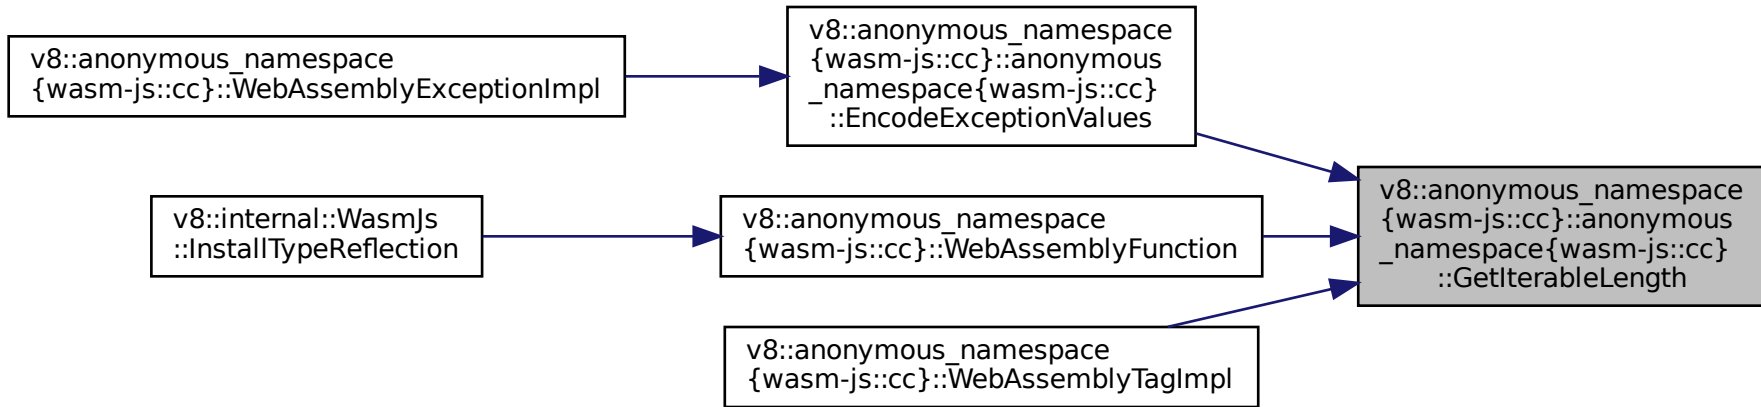 v8::anonymous_namespace
{wasm-js::cc}::WebAssemblyExceptionImpl
v8::anonymous_namespace
{wasm-js::cc}::anonymous
_namespace{wasm-js::cc}
::EncodeExceptionValues
v8::internal::WasmJs
::InstallTypeReflection
v8::anonymous_namespace
{wasm-js::cc}::WebAssemblyFunction
v8::anonymous_namespace
{wasm-js::cc}::WebAssemblyTagImpl
v8::anonymous_namespace
{wasm-js::cc}::anonymous
_namespace{wasm-js::cc}
::GetIterableLength